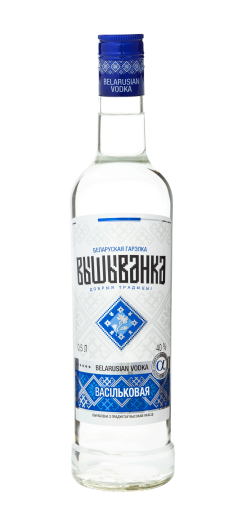 BELARUSIAN
VODKA
БЕЛАРУСКАЯ ГАРЭЛКА
ВЫШЫВАНКА
ДОБРЫЯ ТРАДЫЦЫІ
0,5 Л 40 %
BELARUSIAN VODKA
α
ВАСІЛЬКОВАЯ